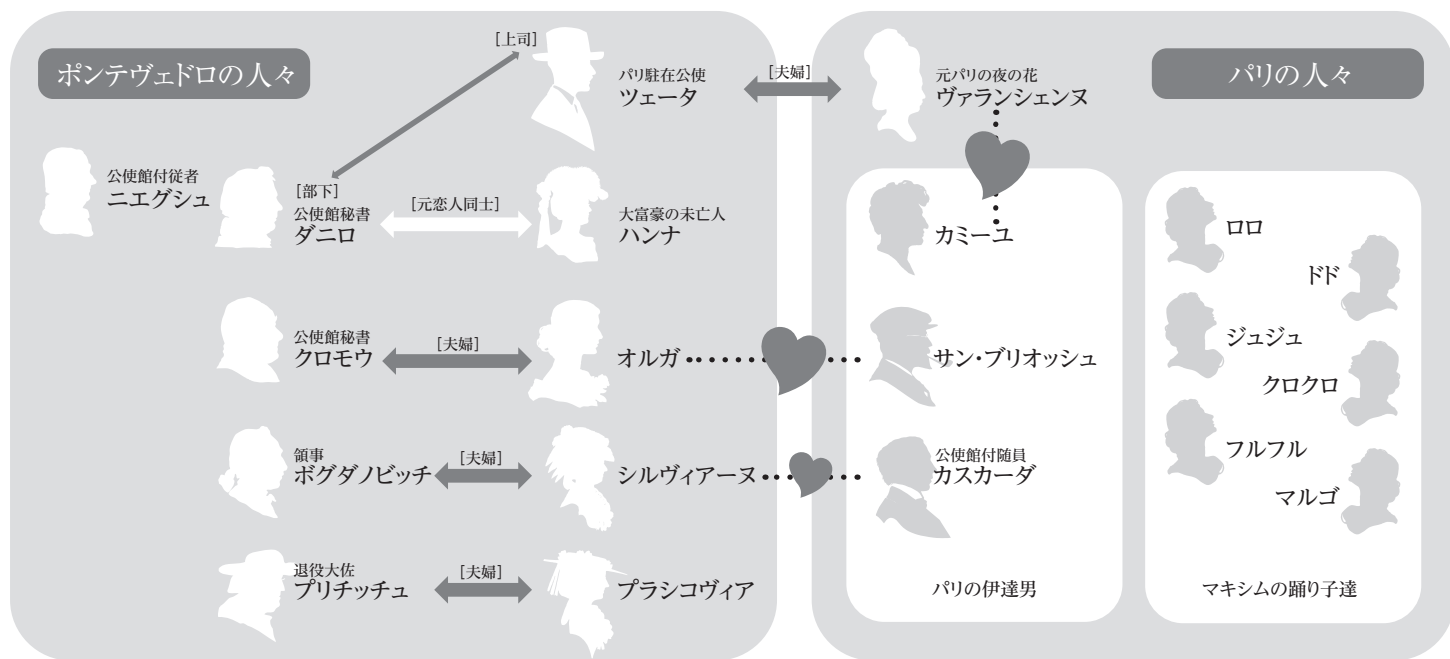 ポンテヴェドロの人々
[上司]
パリ駐在公使
ツェータ
[夫婦]
元パリの夜の花
ヴァランシェンヌ
パリの人々
公使館付従者
ニエグシュ
[部下]
公使館秘書
ダニロ
[元恋人同士]
大富豪の未亡人
ハンナ
カミーユ
公使館秘書
クロモウ
[夫婦]
オルガ
サン・ブリオッシュ
領事
ボグダノビッチ
[夫婦]
シルヴィアーヌ
公使館付随員
カスカーダ
退役大佐
プリチッチュ
[夫婦]
プラシコヴィア
パリの伊達男
ロロ
ドド
ジュジュ
クロクロ
フルフル
マルゴ
マキシムの踊り子達